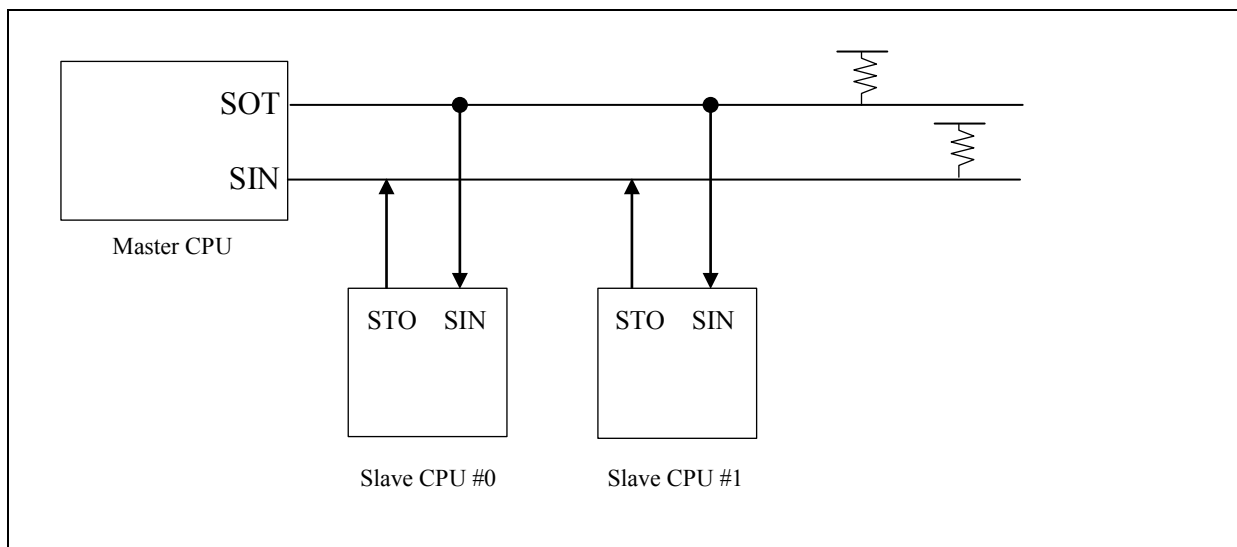 SOT
SIN
Master CPU
STO SIN
STO SIN
Slave CPU #0
Slave CPU #1